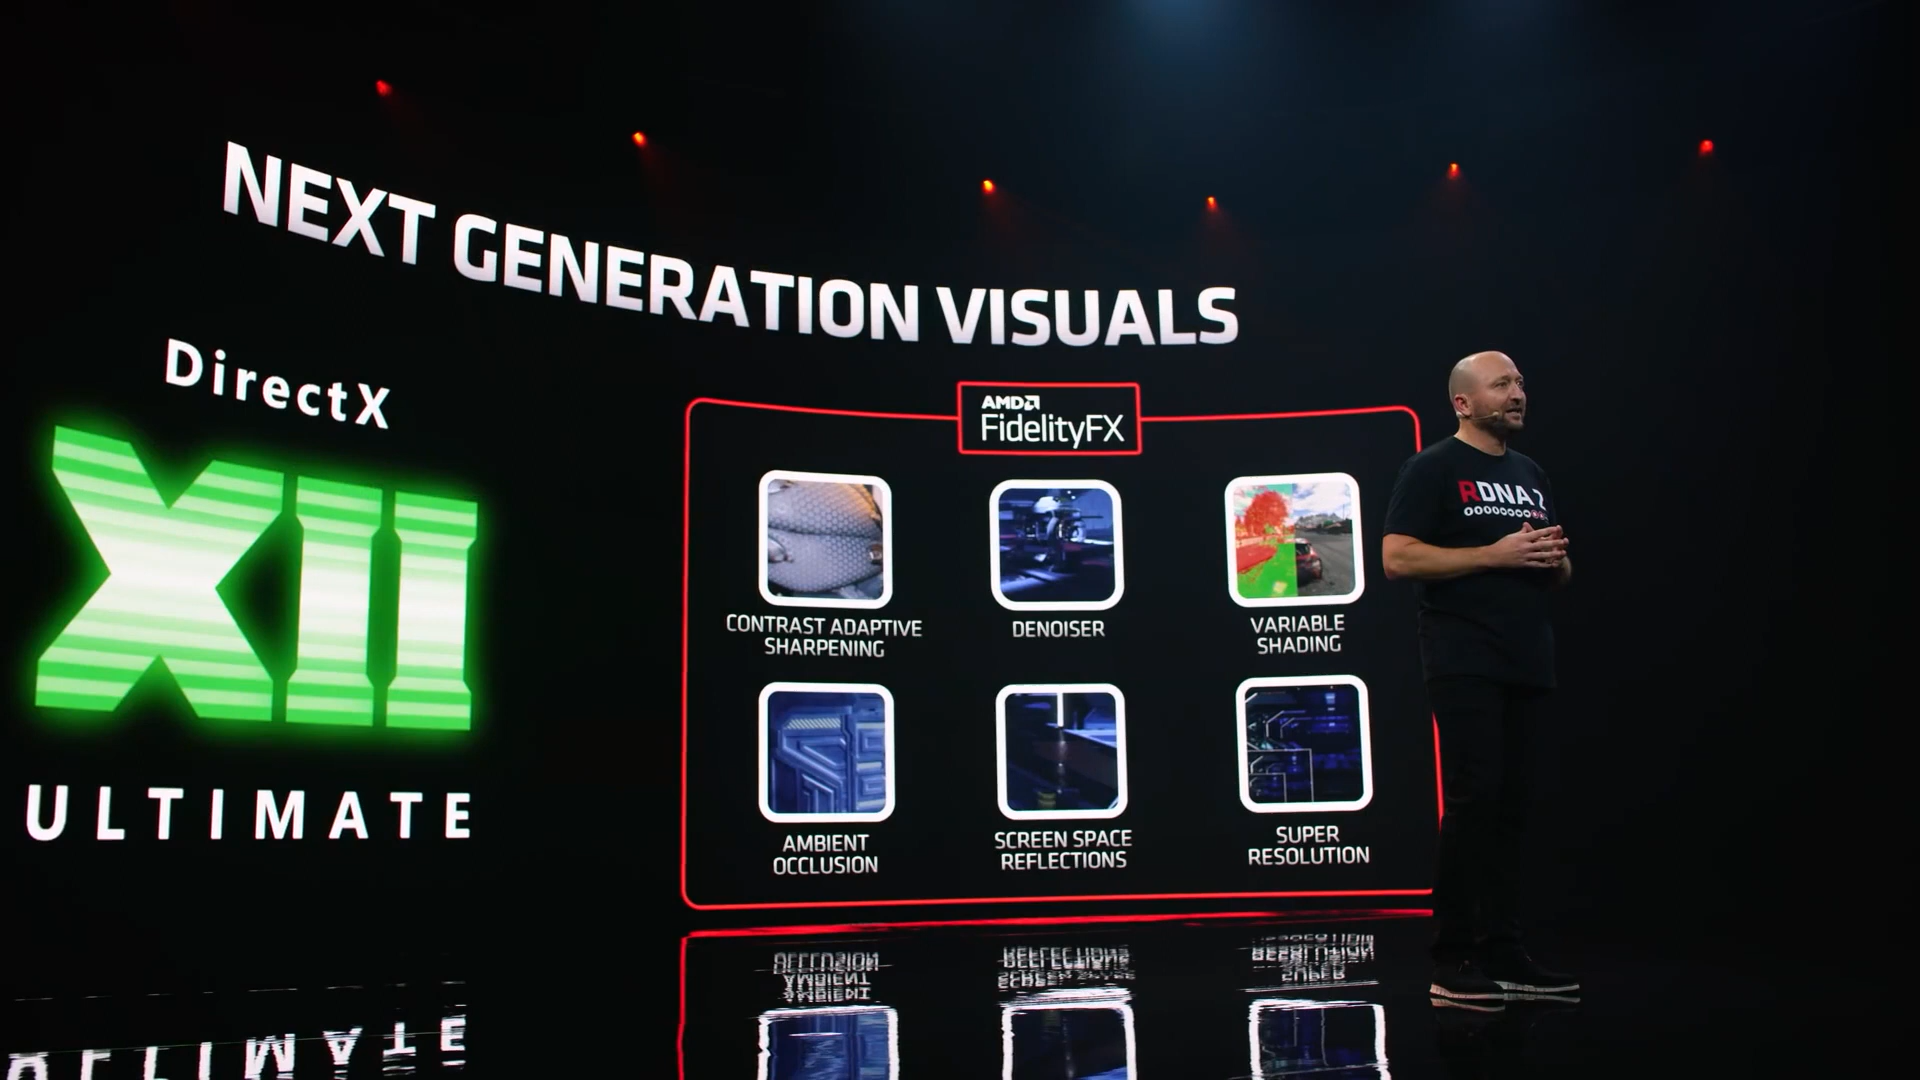 NEXT GENERATION VISUALS
DirectX
XII
ULTIMATE
AMD
FidelityFX
CONTRAST ADAPTIVE
SHARPENING
DENOISER
VARIABLE
SHADING
AMBIENT
OCCLUSION
SCREEN SPACE
REFLECTIONS
SUPER
RESOLUTION
RDNA 2